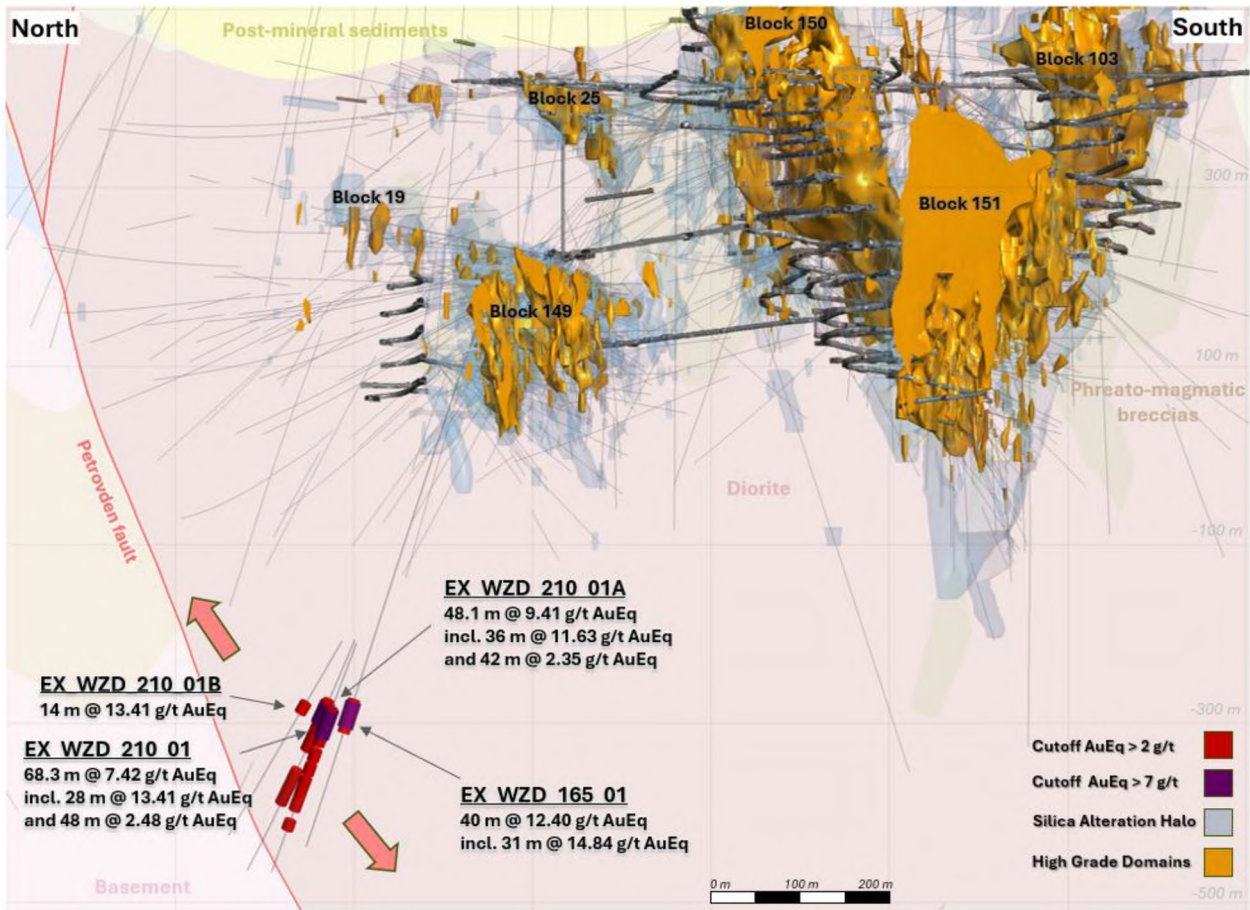 North
South
Post-mineral sediments
Block 150
Block 103
Block 25
300 m
Block 19
Block 151
Block 149
100 m
Phreato-magmatic
breccias
Petrovden fault
Diorite
-100 m
EX_WZD_210_01A
48.1 m @ 9.41 g/t AuEq
incl. 36 m @ 11.63 g/t AuEq
and 42 m @ 2.35 g/t AuEq
EX_WZD_210_01B
14 m @ 13.41 g/t AuEq
-300 m
EX_WZD_210_01
68.3 m @ 7.42 g/t AuEq
incl. 28 m @ 13.41 g/t AuEq
and 48 m @ 2.48 g/t AuEq
EX_WZD_165_01
40 m @ 12.40 g/t AuEq
incl. 31 m @ 14.84 g/t AuEq
Cutoff AuEq > 2 g/t
Cutoff AuEq > 7 g/t
Silica Alteration Halo
High Grade Domains
Basement
0 m 100 m 200 m
-500 m